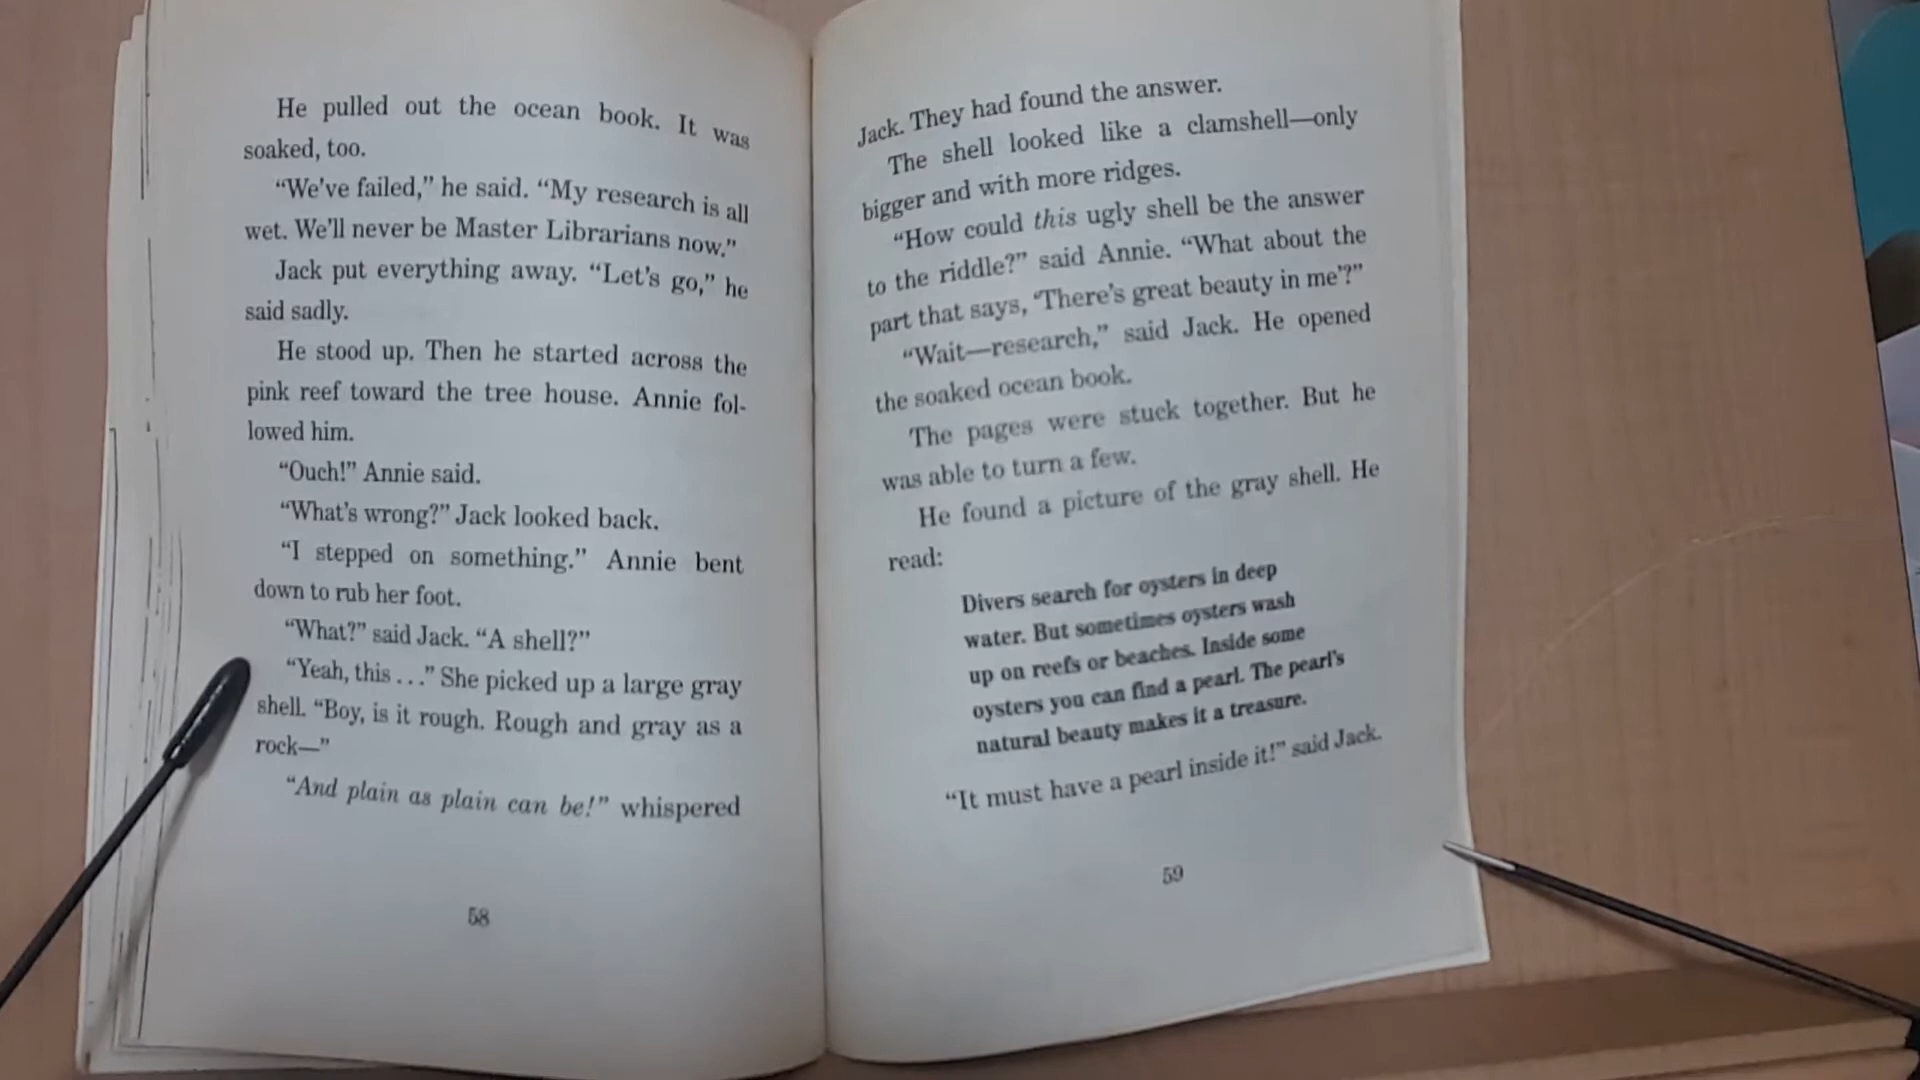 He pulled out the ocean book. It was
soaked, too.
“We’ve failed,” he said. “My research is all
wet. We’ll never be Master Librarians now.”
Jack put everything away. “Let’s go,” he
said sadly.
He stood up. Then he started across the
pink reef toward the tree house. Annie fol-
lowed him.
“Ouch!” Annie said.
“What’s wrong?” Jack looked back.
“I stepped on something.” Annie bent
down to rub her foot.
“What?” said Jack. “A shell?”
“Yeah, this . . .” She picked up a large gray
shell. “Boy, is it rough. Rough and gray as a
rock—”
“And plain as plain can be!” whispered
58
Jack. They had found the answer.
The shell looked like a clamshell—only
bigger and with more ridges.
“How could this ugly shell be the answer
to the riddle?” said Annie. “What about the
part that says, ‘There’s great beauty in me’?”
“Wait—research,” said Jack. He opened
the soaked ocean book.
The pages were stuck together. But he
was able to turn a few.
He found a picture of the gray shell. He
read:
Divers search for oysters in deep
water. But sometimes oysters wash
up on reefs or beaches. Inside some
oysters you can find a pearl. The pearl’s
natural beauty makes it a treasure.
“It must have a pearl inside it!” said Jack.
59